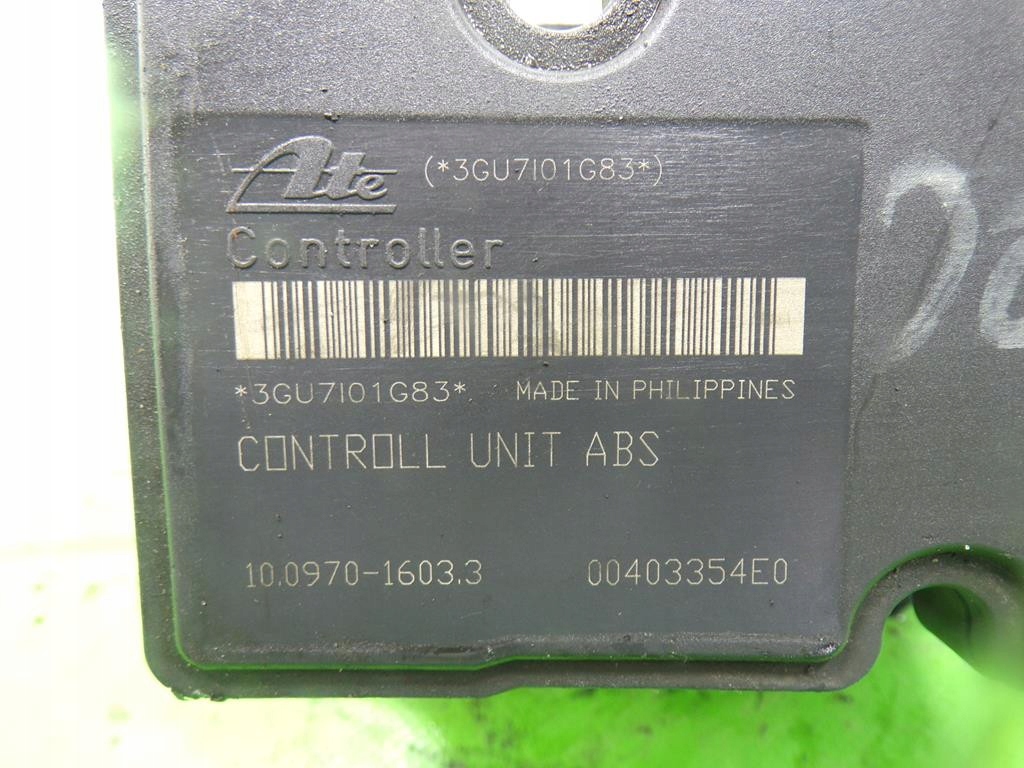 Ate (*3GU7I01G83*)
Controller
*3GU7I01G83* MADE IN PHILIPPINES
CONTROLL UNIT ABS
10.0970-1603.3 00403354E0